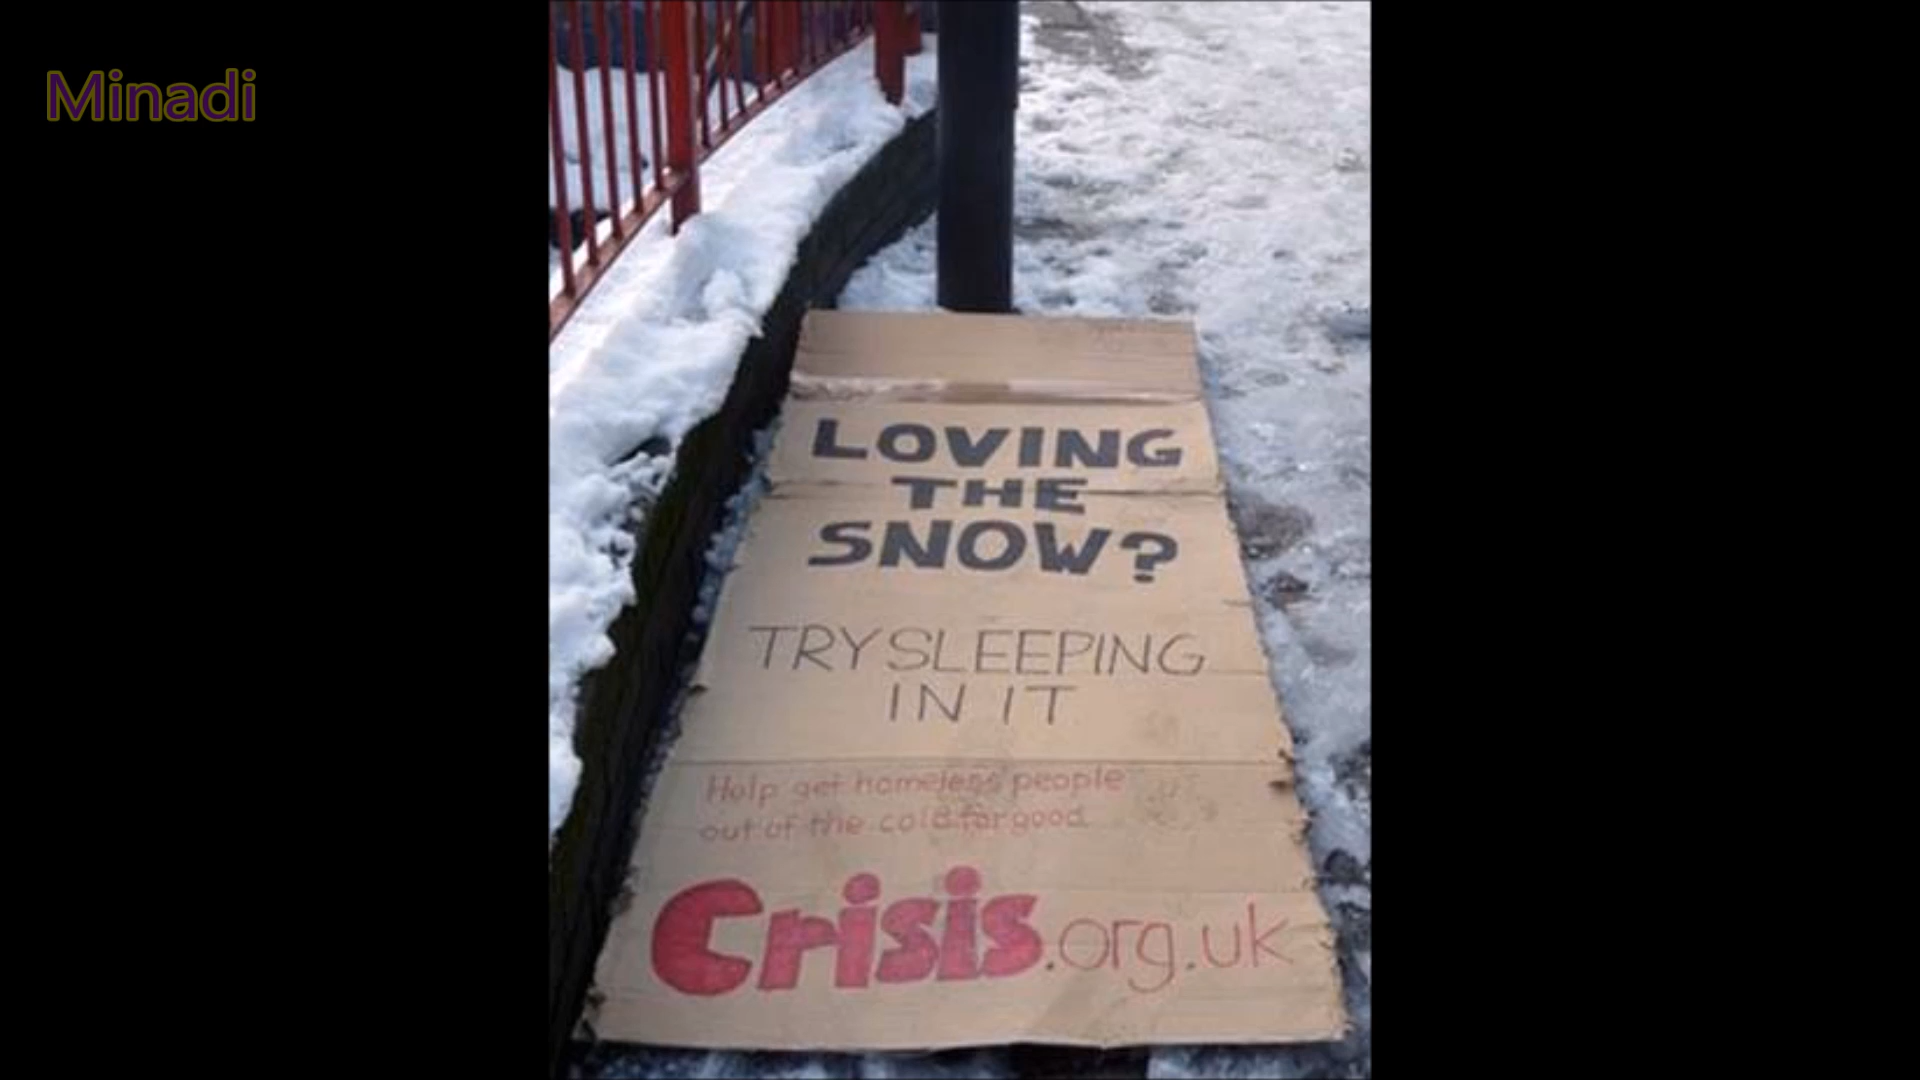 Minadi
LOVING
THE
SNOW?
TRY SLEEPING
IN IT
Help get homeless people
out of the cold for good
Crisis.org.uk